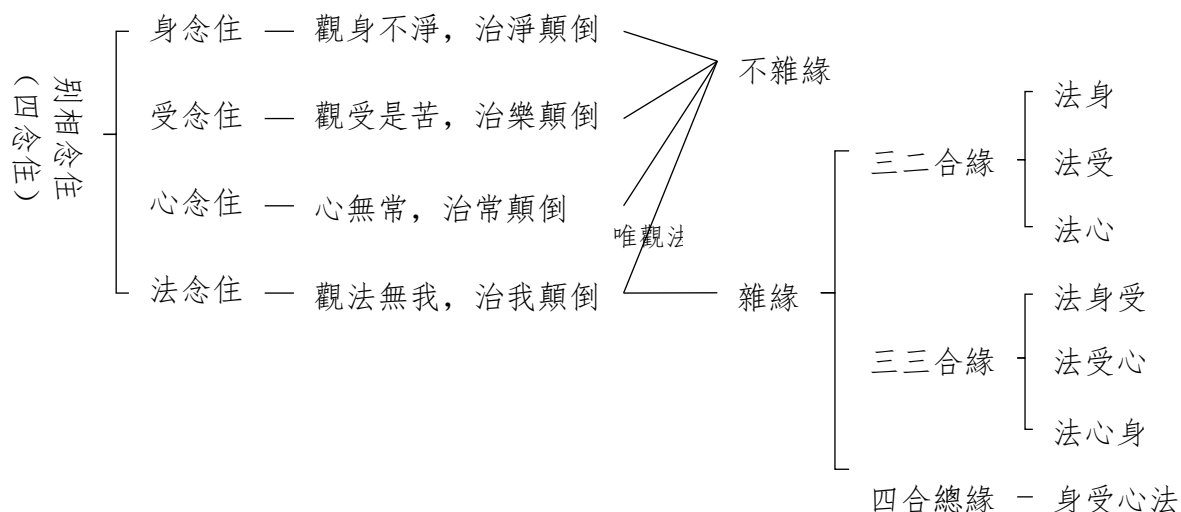 別相念住
（四念住）
身念住 — 觀身不淨，治淨顛倒
受念住 — 觀受是苦，治樂顛倒
心念住 — 心無常，治常顛倒
法念住 — 觀法無我，治我顛倒
唯觀法
不雜緣
雜緣
三二合緣
法身
法受
法心
三三合緣
法身受
法受心
法心身
四合總緣 – 身受心法